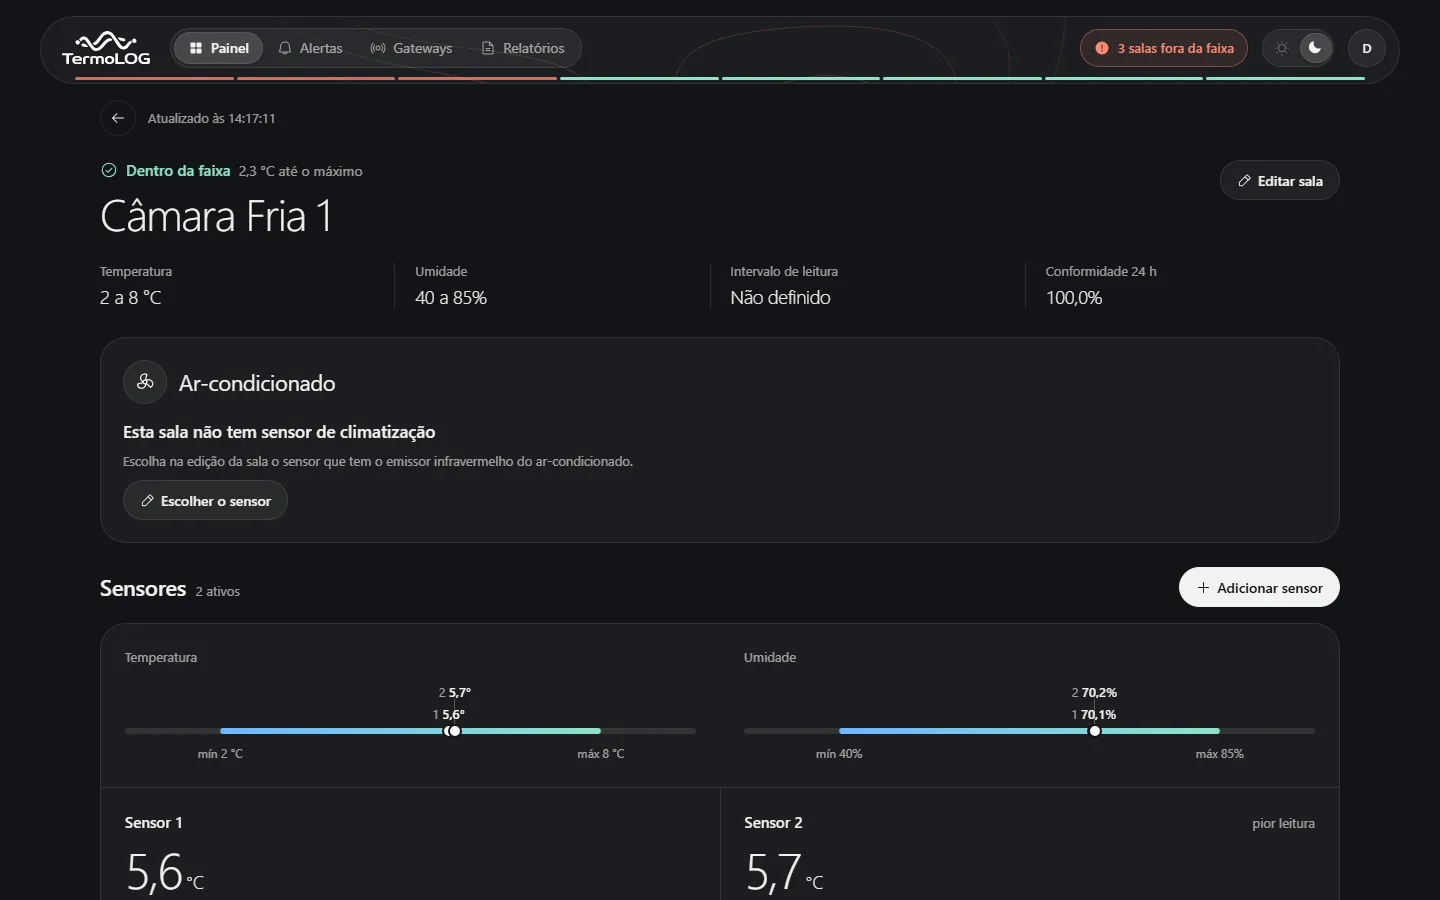 TermoLOG
Painel
Alertas
Gateways
Relatórios
3 salas fora da faixa
D
Atualizado às 14:17:11
Dentro da faixa 2,3 °C até o máximo
Editar sala
Câmara Fria 1
Temperatura
2 a 8 °C
Umidade
40 a 85%
Intervalo de leitura
Não definido
Conformidade 24 h
100,0%
Ar-condicionado
Esta sala não tem sensor de climatização
Escolha na edição da sala o sensor que tem o emissor infravermelho do ar-condicionado.
Escolher o sensor
Sensores 2 ativos
Adicionar sensor
Temperatura
2 5,7°
1 5,6°
mín 2 °C
máx 8 °C
Umidade
2 70,2%
1 70,1%
mín 40%
máx 85%
Sensor 1
5,6 °C
Sensor 2
pior leitura
5,7 °C